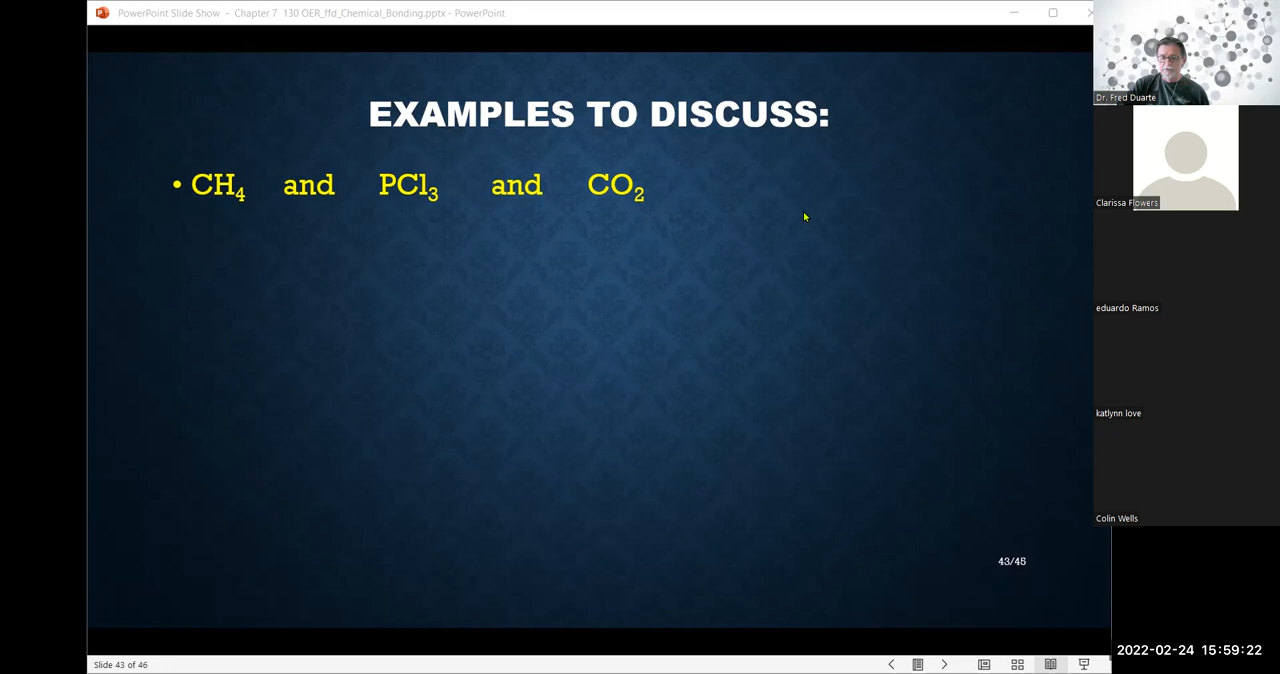 PowerPoint Slide Show - Chapter 7 130 OER_ffd_Chemical_Bonding.pptx - PowerPoint
EXAMPLES TO DISCUSS:
• CH₄ and PCl₃ and CO₂
43/45
Slide 43 of 46
Dr. Fred Duarte
Clarissa Flowers
eduardo Ramos
katlynn love
Colin Wells
2022-02-24 15:59:22